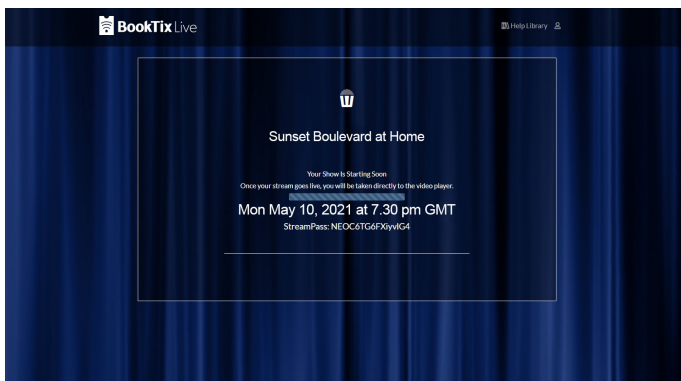 BookTix Live
Help Library
Sunset Boulevard at Home
Your Show Is Starting Soon
Once your stream goes live, you will be taken directly to the video player.
Mon May 10, 2021 at 7.30 pm GMT
StreamPass: NEOC6TG6FXiyvIG4